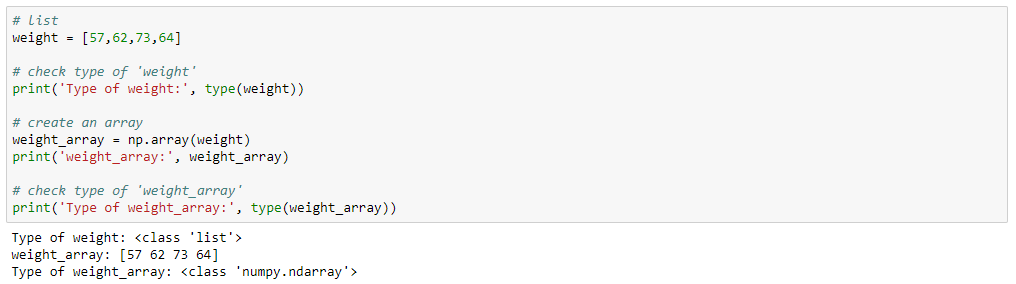 # list
weight = [57,62,73,64]
# check type of 'weight'
print('Type of weight:', type(weight))
# create an array
weight_array = np.array(weight)
print('weight_array:', weight_array)
# check type of 'weight_array'
print('Type of weight_array:', type(weight_array))
Type of weight: <class 'list'>
weight_array: [57 62 73 64]
Type of weight_array: <class 'numpy.ndarray'>